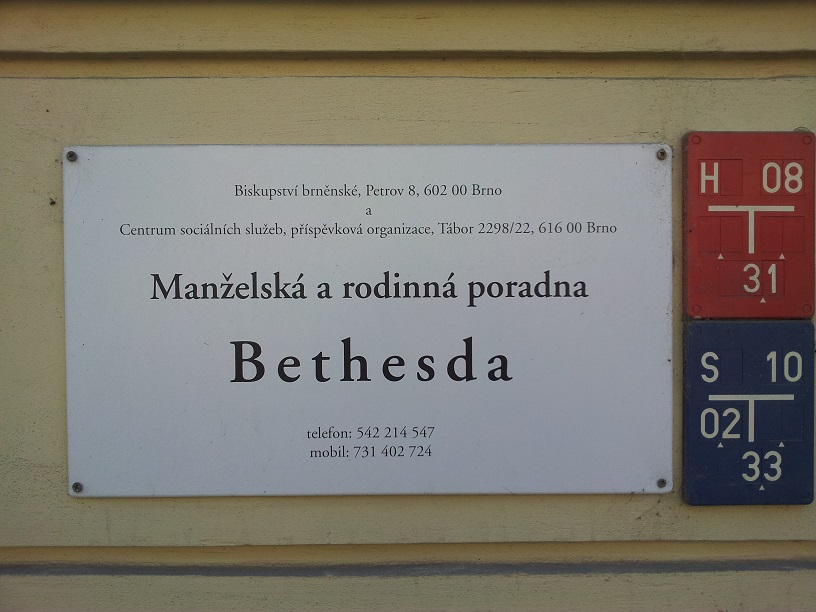 Biskupství brněnské, Petrov 8, 602 00 Brno
a
Centrum sociálních služeb, příspěvková organizace, Tábor 2298/22, 616 00 Brno
Manželská a rodinná poradna
Bethesda
telefon: 542 214 547
mobil: 731 402 724
H 08
31
S 10
02
33